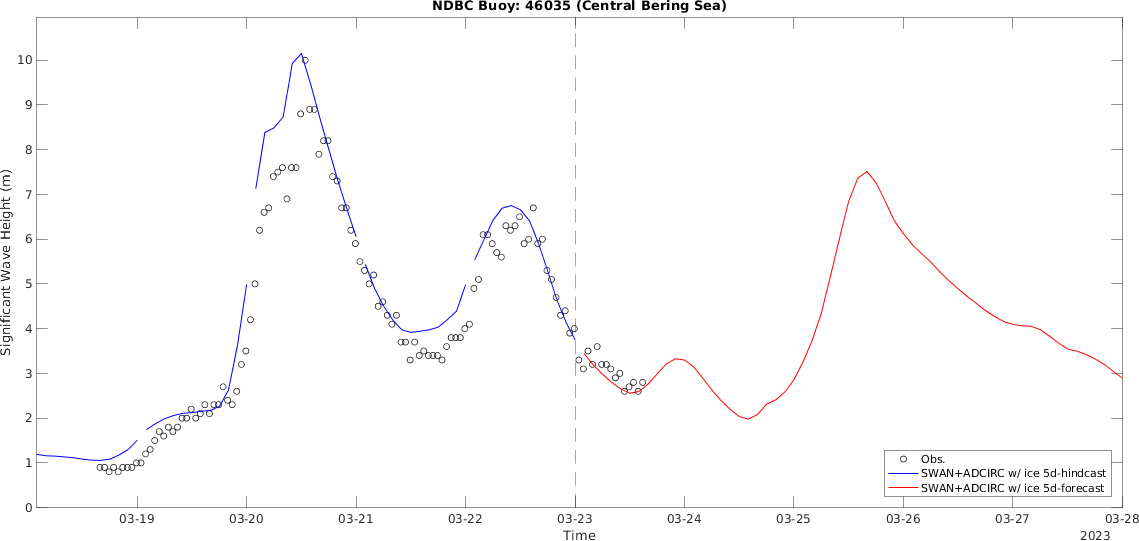 NDBC Buoy: 46035 (Central Bering Sea)
Significant Wave Height (m)
10
9
8
7
6
5
4
3
2
1
0
Obs.
SWAN+ADCIRC w/ ice 5d-hindcast
SWAN+ADCIRC w/ ice 5d-forecast
03-19 03-20 03-21 03-22 03-23 03-24 03-25 03-26 03-27 03-28
Time
2023